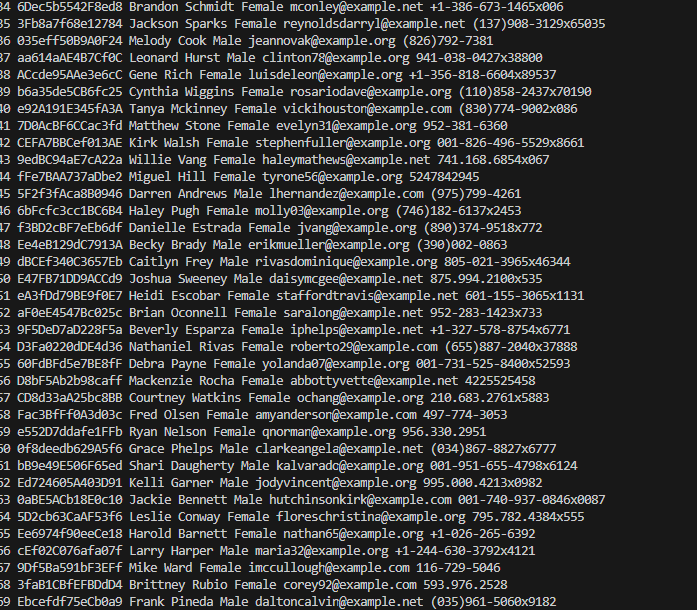 34 6Dec5b5542F8ed8 Brandon Schmidt Female mconley@example.net +1-386-673-1465x006
35 3Fb8a7f68e12784 Jackson Sparks Female reynoldsdarryl@example.net (137)908-3129x65035
36 035eff50B9A0F24 Melody Cook Male jeannovak@example.org (826)792-7381
37 aa614aAE4B7Cf0C Leonard Hurst Male clinton78@example.org 941-038-0427x38800
38 ACcde95AAe3e6cC Gene Rich Female luisdeleon@example.org +1-356-818-6604x89537
39 b6a35de5CB6fc25 Cynthia Wiggins Female rosariodave@example.org (110)858-2437x70190
40 e92A191E345fA3A Tanya Mckinney Female vickihouston@example.com (830)774-9002x086
41 7D0AcBF6CCac3fd Matthew Stone Female evelyn31@example.org 952-381-6360
42 CEFA7BBCef013AE Kirk Walsh Female stephenfuller@example.org 001-826-496-5529x8661
43 9edBC94aE7cA22a Willie Vang Female haleymathews@example.net 741.168.6854x067
44 fFe7BAA737aDbe2 Miguel Hill Female tyrone56@example.org 5247842945
45 5F2f3fAca8B0946 Darren Andrews Male lhernandez@example.com (975)799-4261
46 6bFcfc3cc1BC6B4 Haley Pugh Female molly03@example.org (746)182-6137x2453
47 f3BD2cBF7eEb6df Danielle Estrada Female jvang@example.org (890)374-9518x772
48 Ee4eB129dC7913A Becky Brady Male erikmueller@example.org (390)002-0863
49 dBCEf340C3657Eb Caitlyn Frey Male rivasdominique@example.org 805-021-3965x46344
50 E47FB71DD9ACCd9 Joshua Sweeney Male daisymcgee@example.net 875.994.2100x535
51 eA3fDd79BE9f0E7 Heidi Escobar Female staffordtravis@example.net 601-155-3065x1131
52 aF0eE4547Bc025c Brian Oconnell Female saralong@example.net 952-283-1423x733
53 9F5DeD7aD228F5a Beverly Esparza Female iphelps@example.net +1-327-578-8754x6771
54 D3Fa0220dDE4d36 Nathaniel Rivas Female roberto29@example.com (655)887-2040x37888
55 60FdBFd5e7BE8fF Debra Payne Female yolanda07@example.org 001-731-525-8400x52593
56 D8bF5Ab2b98caff Mackenzie Rocha Female abbottyvette@example.net 4225525458
57 CD8d33aA25bc8BB Courtney Watkins Female ochang@example.org 210.683.2761x5883
58 Fac3BfFf0A3d03c Fred Olsen Female amyanderson@example.com 497-774-3053
59 e552D7ddafe1FFb Ryan Nelson Female qnorman@example.org 956.330.2951
60 0f8deedb629A5f6 Grace Phelps Male clarkeangela@example.net (034)867-8827x6777
61 bB9e49E506F65ed Shari Daugherty Male kalvarado@example.org 001-951-655-4798x6124
62 Ed724605A403D91 Kelli Garner Male jodyvincent@example.org 995.000.4213x0982
63 0aBE5ACb18E0c10 Jackie Bennett Male hutchinsonkirk@example.com 001-740-937-0846x0087
64 5D2cb63CaAF53f6 Leslie Conway Female floreschristina@example.org 795.782.4384x555
65 Ee6974f90eeCe18 Harold Barnett Female nathan65@example.org +1-026-265-6392
66 cEf02C076afa07f Larry Harper Male maria32@example.org +1-244-630-3792x4121
67 9Df5Ba591bF3EFf Mike Ward Female imccullough@example.com 116-729-5046
68 3faB1CBfEFBDdD4 Brittney Rubio Female corey92@example.com 593.976.2528
69 Ebcefdf75eCb0a9 Frank Pineda Male daltoncalvin@example.net (035)961-5060x9182